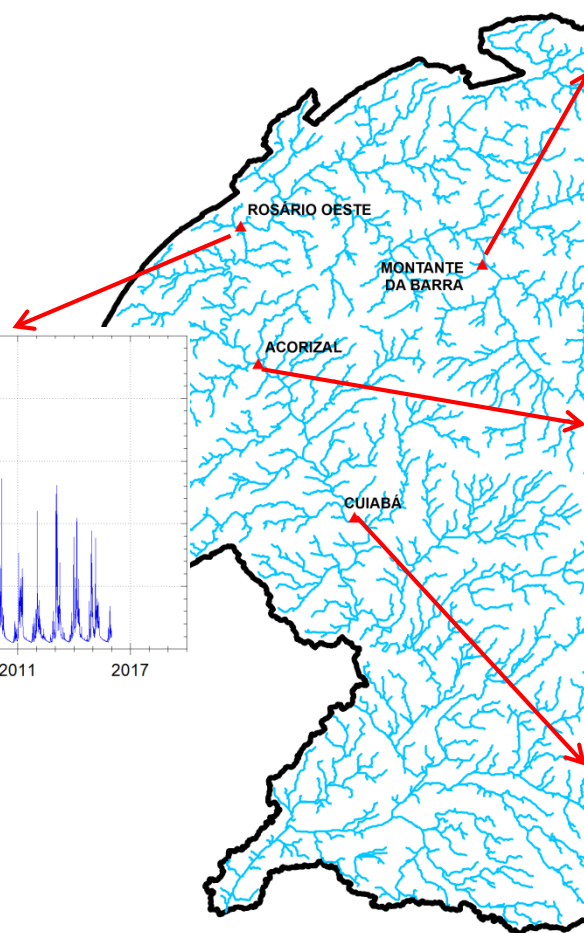 ROSÁRIO OESTE
MONTANTE
DA BARRA
ACORIZAL
CUIABÁ
2011
2017